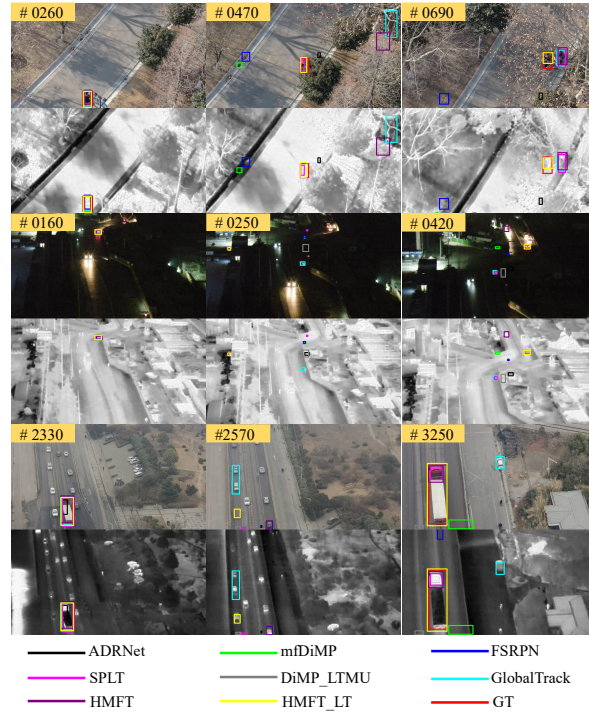 # 0260 # 0470 # 0690
# 0160 # 0250 # 0420
# 2330 #2570 # 3250
ADRNet mfDiMP FSRPN
SPLT DiMP_LTMU GlobalTrack
HMFT HMFT_LT GT